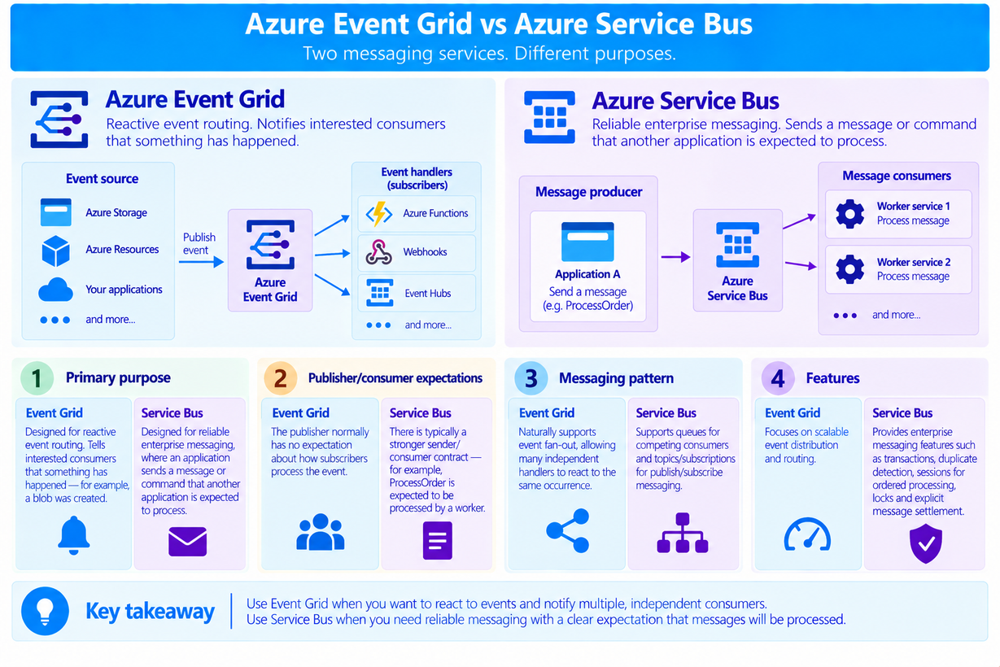 Azure Event Grid vs Azure Service Bus
Two messaging services. Different purposes.
Azure Event Grid
Reactive event routing. Notifies interested consumers
that something has happened.
Event source
Azure Storage
Azure Resources
Your applications
and more...
Publish
event
Azure
Event Grid
Event handlers
(subscribers)
Azure Functions
Webhooks
Event Hubs
and more...
Azure Service Bus
Reliable enterprise messaging. Sends a message or command
that another application is expected to process.
Message producer
Application A
Send a message
(e.g. ProcessOrder)
Azure
Service Bus
Message consumers
Worker service 1
Process message
Worker service 2
Process message
and more...
1 Primary purpose
Event Grid
Designed for reactive
event routing. Tells
interested consumers
that something has
happened — for example,
a blob was created.
Service Bus
Designed for reliable
enterprise messaging,
where an application
sends a message or
command that another
application is expected
to process.
2 Publisher/consumer expectations
Event Grid
The publisher normally
has no expectation
about how subscribers
process the event.
Service Bus
There is typically a
stronger sender/
consumer contract —
for example,
ProcessOrder is
expected to be
processed by a worker.
3 Messaging pattern
Event Grid
Naturally supports
event fan-out, allowing
many independent
handlers to react to the
same occurrence.
Service Bus
Supports queues for
competing consumers
and topics/subscriptions
for publish/subscribe
messaging.
4 Features
Event Grid
Focuses on scalable
event distribution
and routing.
Service Bus
Provides enterprise
messaging features such
as transactions, duplicate
detection, sessions for
ordered processing,
locks and explicit
message settlement.
Key takeaway
Use Event Grid when you want to react to events and notify multiple, independent consumers.
Use Service Bus when you need reliable messaging with a clear expectation that messages will be processed.